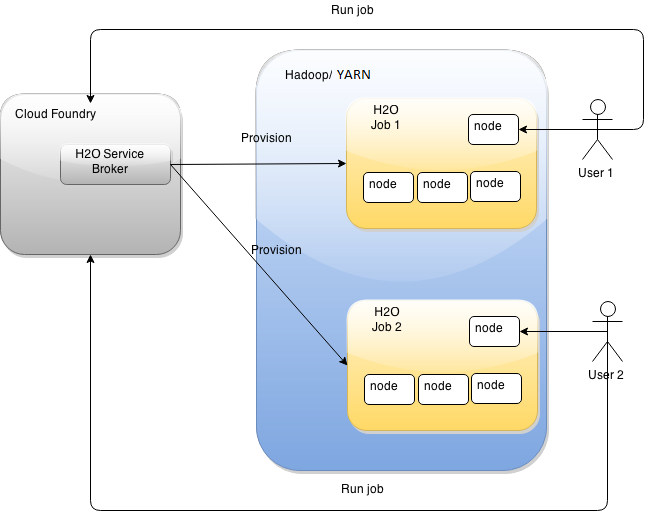 Run job
Hadoop/ YARN
Cloud Foundry
H2O
Job 1
node
Provision
H2O Service
Broker
node
node
node
User 1
Provision
H2O
Job 2
node
User 2
node
node
node
Run job